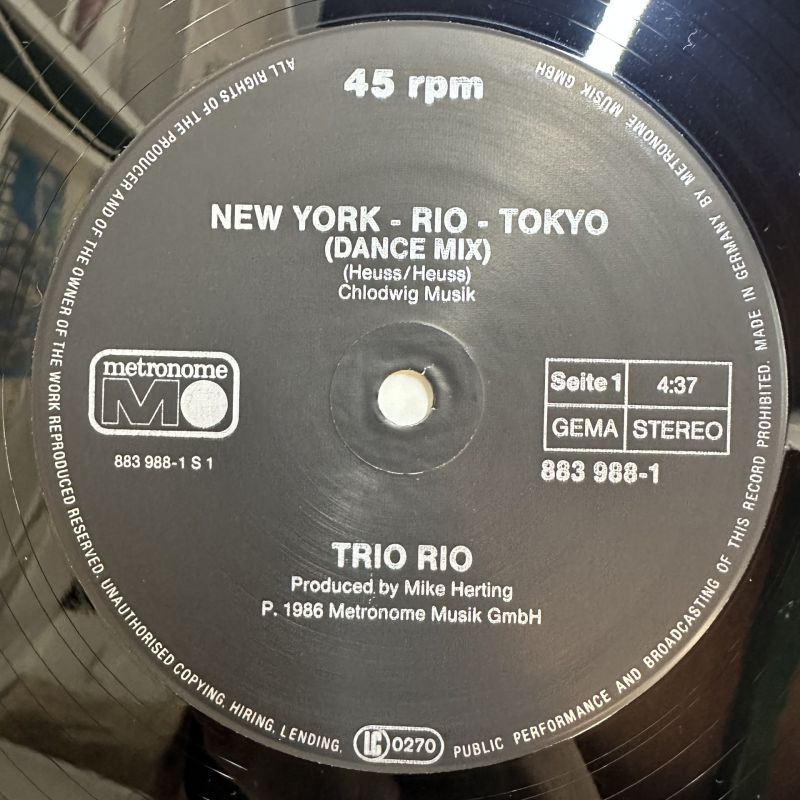 45 rpm
NEW YORK - RIO - TOKYO
(DANCE MIX)
(Heuss/Heuss)
Chlodwig Musik
metronome
M
883 988-1 S 1
Seite 1 4:37
GEMA STEREO
883 988-1
TRIO RIO
Produced by Mike Herting
P. 1986 Metronome Musik GmbH
ALL RIGHTS OF THE PRODUCER AND OF THE OWNER OF THE WORK REPRODUCED RESERVED. UNAUTHORISED COPYING, HIRING, LENDING, PUBLIC PERFORMANCE AND BROADCASTING OF THIS RECORD PROHIBITED. MADE IN GERMANY BY METRONOME MUSIK GMBH
LC 0270